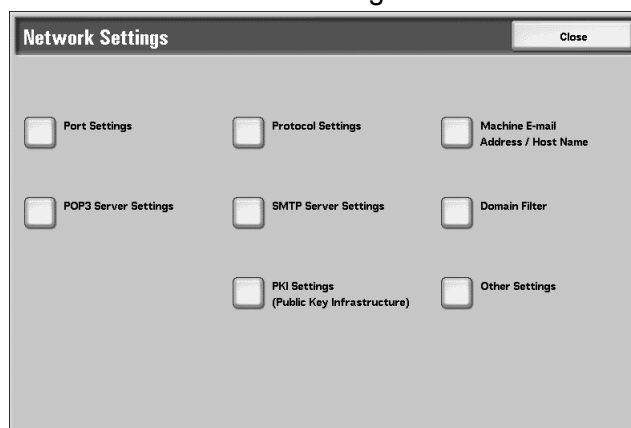 Network Settings
Close
Port Settings
Protocol Settings
Machine E-mail
Address / Host Name
POP3 Server Settings
SMTP Server Settings
Domain Filter
PKI Settings
(Public Key Infrastructure)
Other Settings